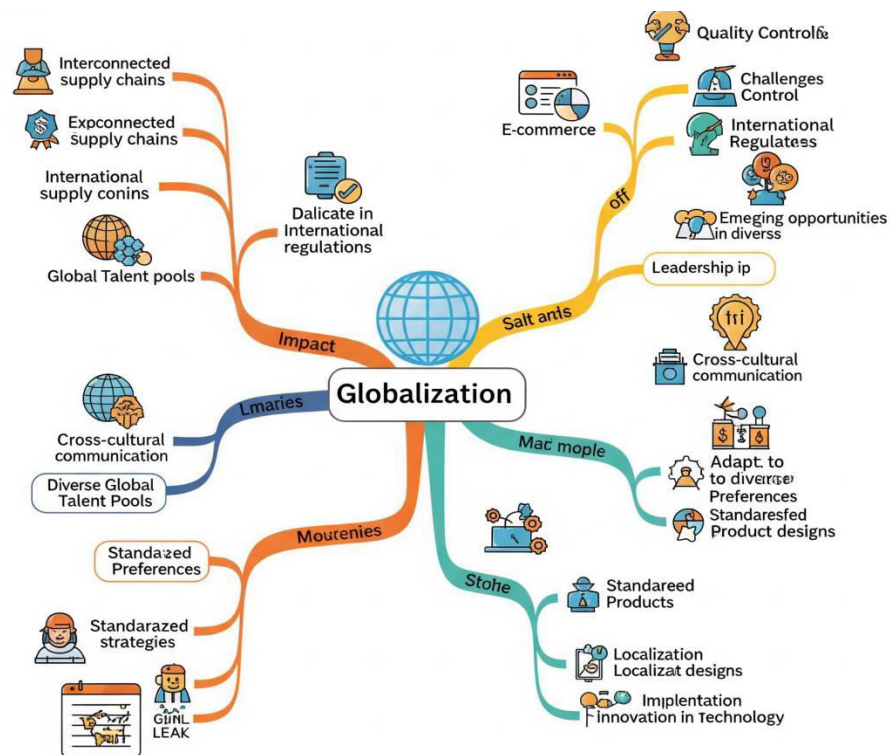 Interconnected
supply chains
Expconnected
supply chains
International
supply conins
Global Talent pools
Dalicate in
International
regulations
Impact
Quality Control&
Challenges
Control
E-commerce
International
Regulatess
off
Emeging opportunities
in diverss
Leadership ip
Salt ands
Globalization
Lmaries
Cross-cultural
communication
Diverse Global
Talent Pools
Cross-cultural
communication
Mad mople
Adapt. to
to diverse
Preferences
Standaresfed
Product designs
Mourenies
Standazed
Preferences
Standarazed
strategies
LEAK
Stohe
Standareed
Products
Localization
Localizat designs
Implentation
innovation in Technology